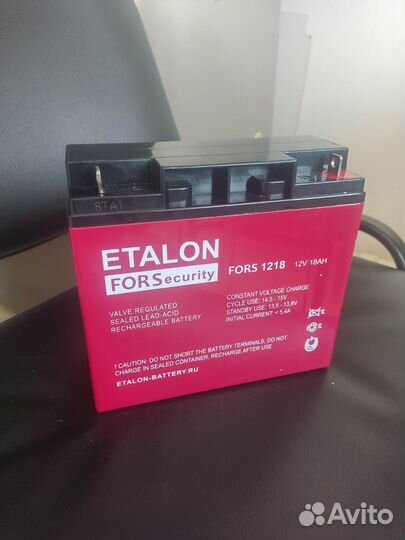 8TA1
ETALON
FORSecurity
FORS 1218 12V 18AH
VALVE REGULATED
SEALED LEAD-ACID
RECHARGEABLE BATTERY
CONSTANT VOLTAGE CHARGE
CYCLE USE: 14,5 - 15V
STANDBY USE: 13,5 - 13,8V
INITIAL CURRENT < 5.4A
! CAUTION: DO NOT SHORT THE BATTERY TERMINALS, DO NOT
CHARGE IN SEALED CONTAINER. RECHARGE AFTER USE
ETALON-BATTERY.RU
Avito